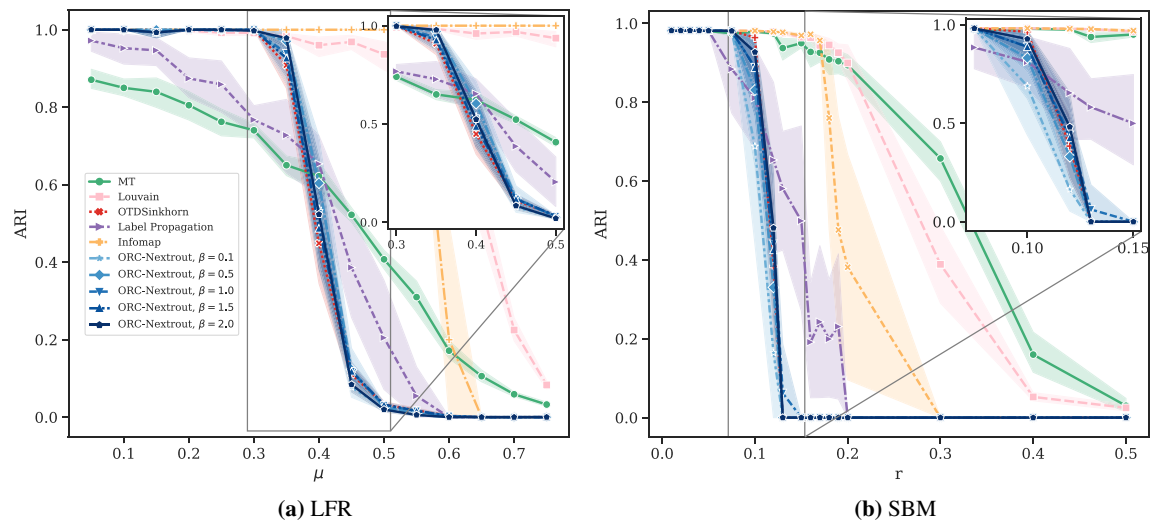 1.0
0.8
0.6
0.4
0.2
0.0
ARI
0.1 0.2 0.3 0.4 0.5 0.6 0.7
μ
MT
Louvain
OTDSinkhorn
Label Propagation
Infomap
ORC-Nextrout, β = 0.1
ORC-Nextrout, β = 0.5
ORC-Nextrout, β = 1.0
ORC-Nextrout, β = 1.5
ORC-Nextrout, β = 2.0
1.0
0.5
0.0
0.3 0.4 0.5
(a) LFR
1.0
0.8
0.6
0.4
0.2
0.0
ARI
0.0 0.1 0.2 0.3 0.4 0.5
r
1.0
0.5
0.0
0.10 0.15
(b) SBM